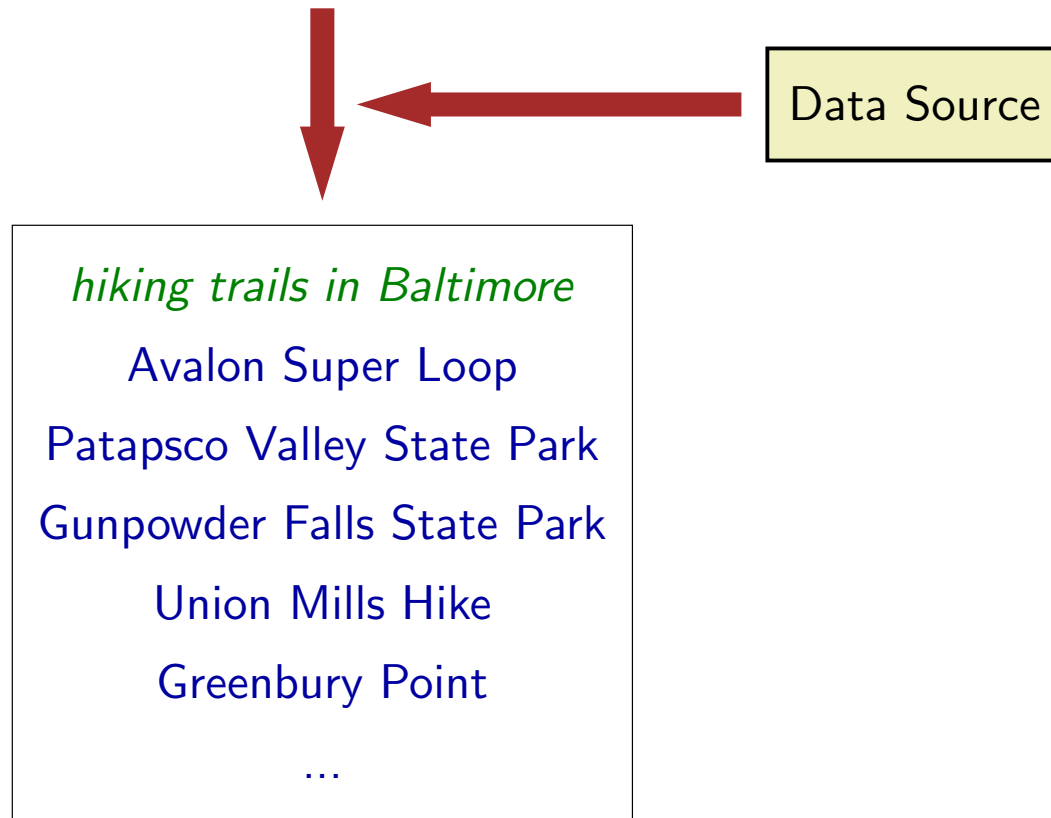 Data Source
hiking trails in Baltimore
Avalon Super Loop
Patapsco Valley State Park
Gunpowder Falls State Park
Union Mills Hike
Greenbury Point
...